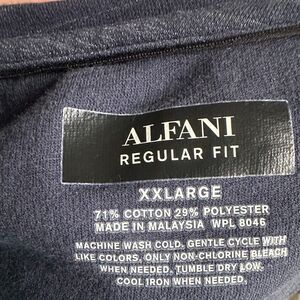 ALFANI
REGULAR FIT
XXLARGE
71% COTTON 29% POLYESTER
MADE IN MALAYSIA WPL 8046
MACHINE WASH COLD, GENTLE CYCLE WITH
LIKE COLORS, ONLY NON-CHLORINE BLEACH
WHEN NEEDED. TUMBLE DRY LOW.
COOL IRON WHEN NEEDED.